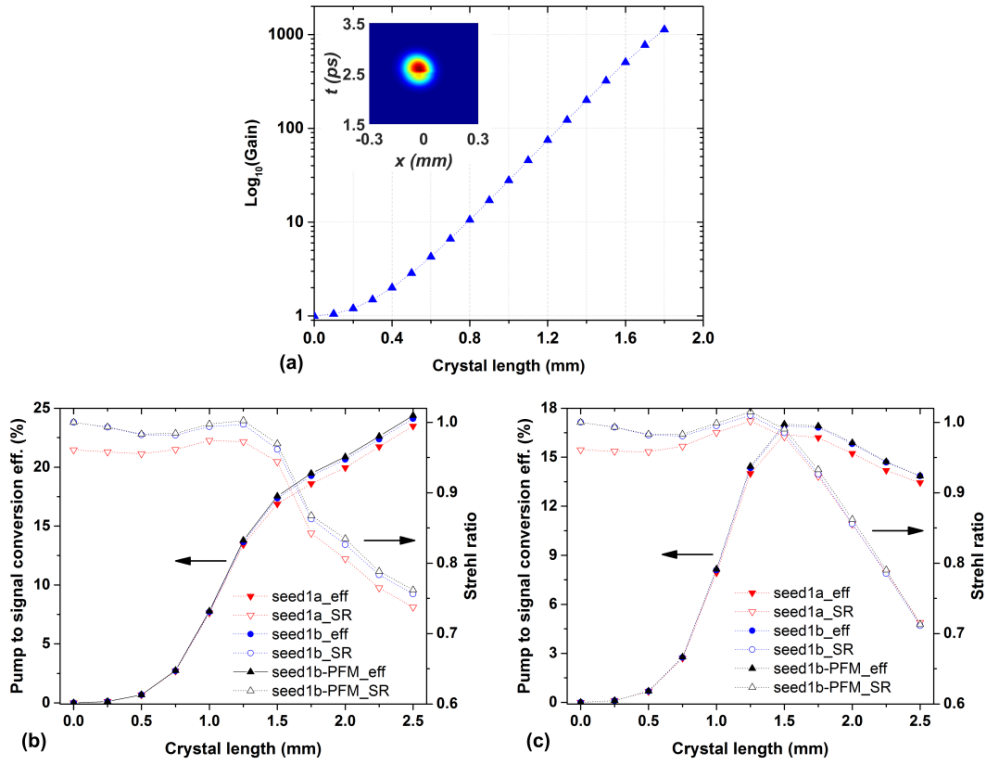 3.5
2.5
1.5
t (ps)
-0.3
0
0.3
x (mm)
1000
100
10
1
Log10(Gain)
0.0
0.4
0.8
1.2
1.6
2.0
(a)
Crystal length (mm)
25
20
15
10
5
0
Pump to signal conversion eff. (%)
1.0
0.9
0.8
0.7
0.6
Strehl ratio
seed1a_eff
seed1a_SR
seed1b_eff
seed1b_SR
seed1b-PFM_eff
seed1b-PFM_SR
0.0
0.5
1.0
1.5
2.0
2.5
(b)
Crystal length (mm)
18
15
12
9
6
3
0
Pump to signal conversion eff. (%)
1.0
0.9
0.8
0.7
0.6
Strehl ratio
seed1a_eff
seed1a_SR
seed1b_eff
seed1b_SR
seed1b-PFM_eff
seed1b-PFM_SR
0.0
0.5
1.0
1.5
2.0
2.5
(c)
Crystal length (mm)